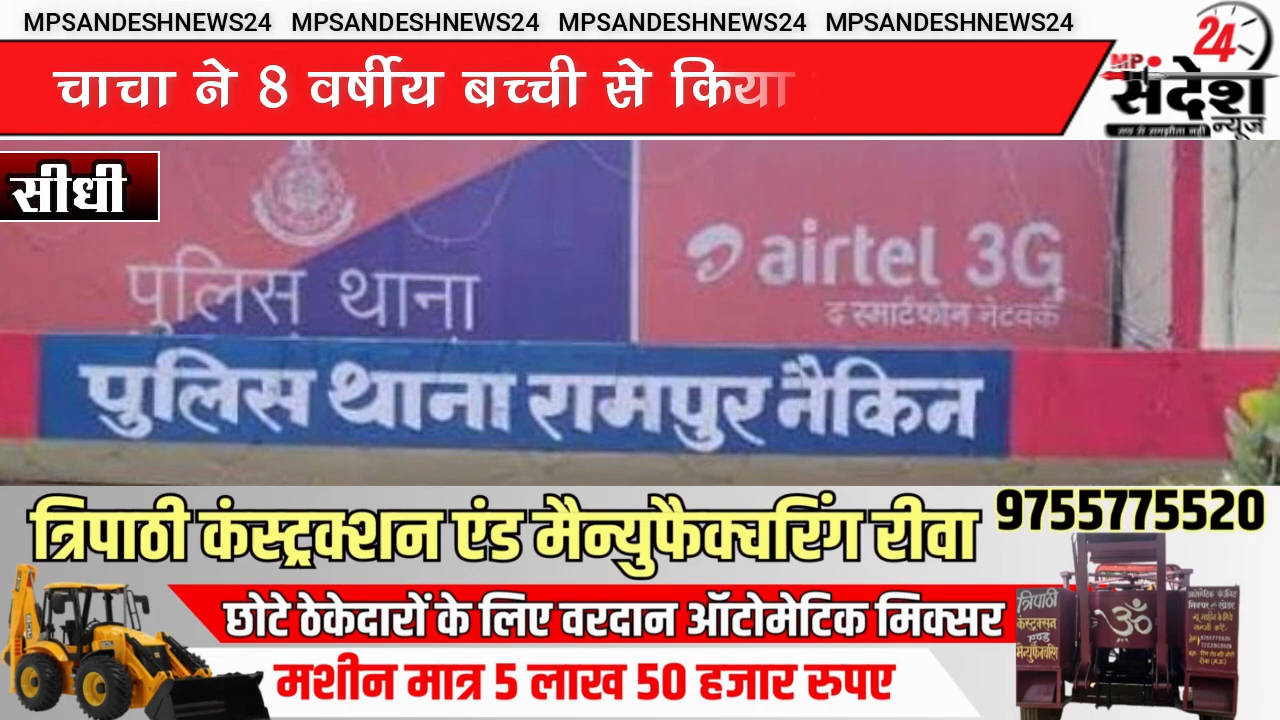 MPSANDESHNEWS24 MPSANDESHNEWS24 MPSANDESHNEWS24 MPSANDESHNEWS24
24
MP
संदेश
न्यूज
चाचा ने 8 वर्षीय बच्ची से किया
सीधी
पुलिस थाना
airtel 3G
द स्मार्टफोन नेटवर्क
पुलिस थाना रामपुर नैकिन
त्रिपाठी कंस्ट्रक्शन एंड मैन्युफैक्चरिंग रीवा
9755775520
छोटे ठेकेदारों के लिए वरदान ऑटोमेटिक मिक्सर
मशीन मात्र 5 लाख 50 हजार रुपए
त्रिपाठी
कंस्ट्रक्सन
एण्ड
मैन्युफैक्चरिंग
ॐ